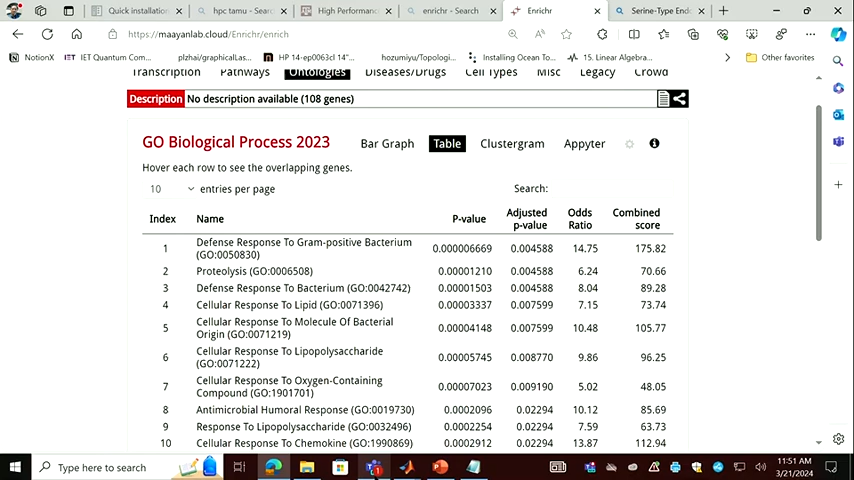 Quick installation
hpc tamu - Sear
High Performanc
enrichr - Search
Enrichr
Serine-Type End
https://maayanlab.cloud/Enrichr/enrich
NotionX
IET Quantum Com...
plzhai/graphicalLas...
HP 14-ep0063cl 14"...
hozumiyu/Topologi...
Installing Ocean To...
15. Linear Algebra...
Other favorites
Transcription Pathways Ontologies Diseases/Drugs Cell Types Misc Legacy Crowd
Description No description available (108 genes)
GO Biological Process 2023
Bar Graph Table Clustergram Appyter
Hover each row to see the overlapping genes.
10 entries per page
Search:
Index Name P-value Adjusted p-value Odds Ratio Combined score
1 Defense Response To Gram-positive Bacterium (GO:0050830) 0.000006669 0.004588 14.75 175.82
2 Proteolysis (GO:0006508) 0.00001210 0.004588 6.24 70.66
3 Defense Response To Bacterium (GO:0042742) 0.00001503 0.004588 8.04 89.28
4 Cellular Response To Lipid (GO:0071396) 0.00003337 0.007599 7.15 73.74
5 Cellular Response To Molecule Of Bacterial Origin (GO:0071219) 0.00004148 0.007599 10.48 105.77
6 Cellular Response To Lipopolysaccharide (GO:0071222) 0.00005745 0.008770 9.86 96.25
7 Cellular Response To Oxygen-Containing Compound (GO:1901701) 0.00007023 0.009190 5.02 48.05
8 Antimicrobial Humoral Response (GO:0019730) 0.0002096 0.02294 10.12 85.69
9 Response To Lipopolysaccharide (GO:0032496) 0.0002254 0.02294 7.59 63.73
10 Cellular Response To Chemokine (GO:1990869) 0.0002912 0.02294 13.87 112.94
Type here to search
11:51 AM
3/21/2024